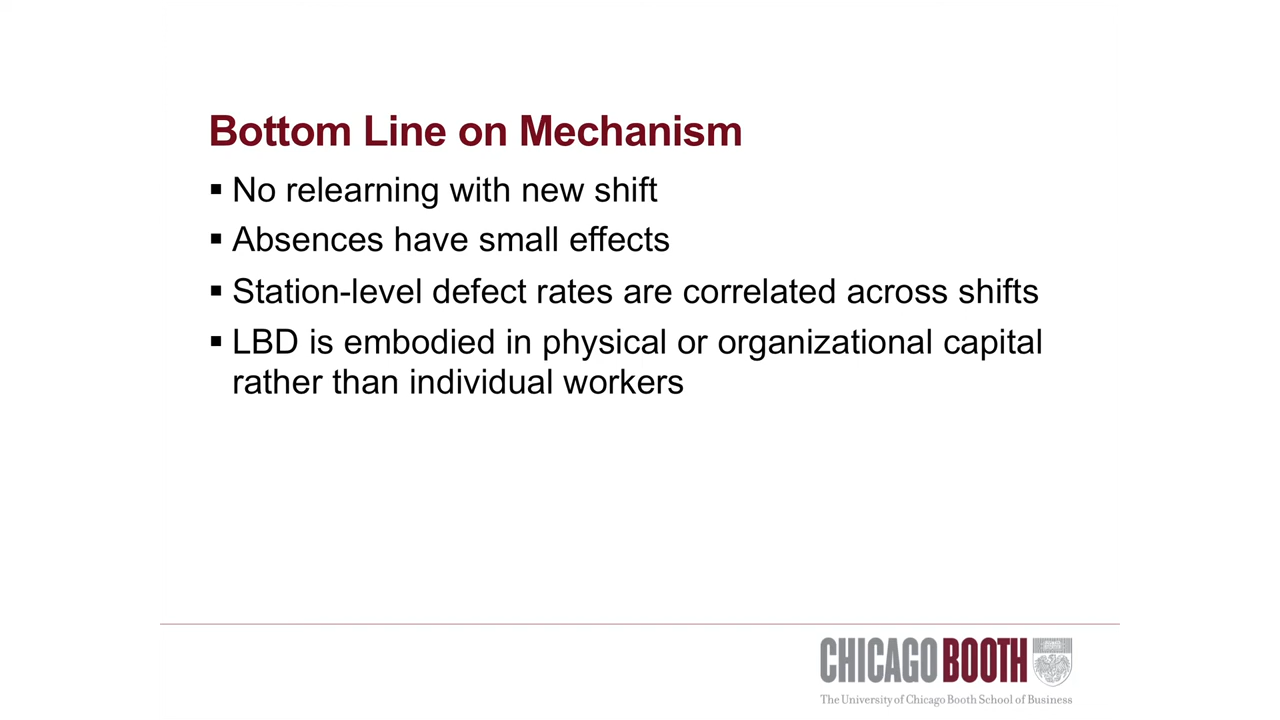 Bottom Line on Mechanism
▪ No relearning with new shift
▪ Absences have small effects
▪ Station-level defect rates are correlated across shifts
▪ LBD is embodied in physical or organizational capital
rather than individual workers
CHICAGO BOOTH
The University of Chicago Booth School of Business